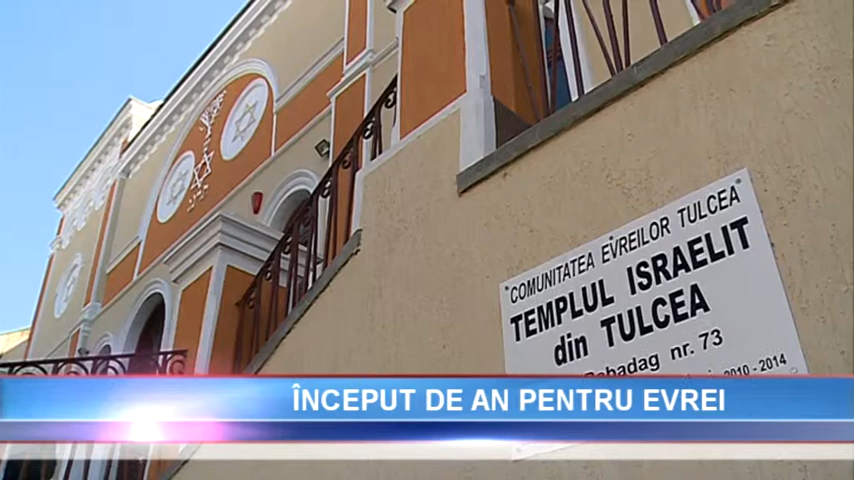 COMUNITATEA EVREILOR TULCEA
TEMPLUL ISRAELIT
din TULCEA
Babadag nr. 73
2010 - 2014
ÎNCEPUT DE AN PENTRU EVREI